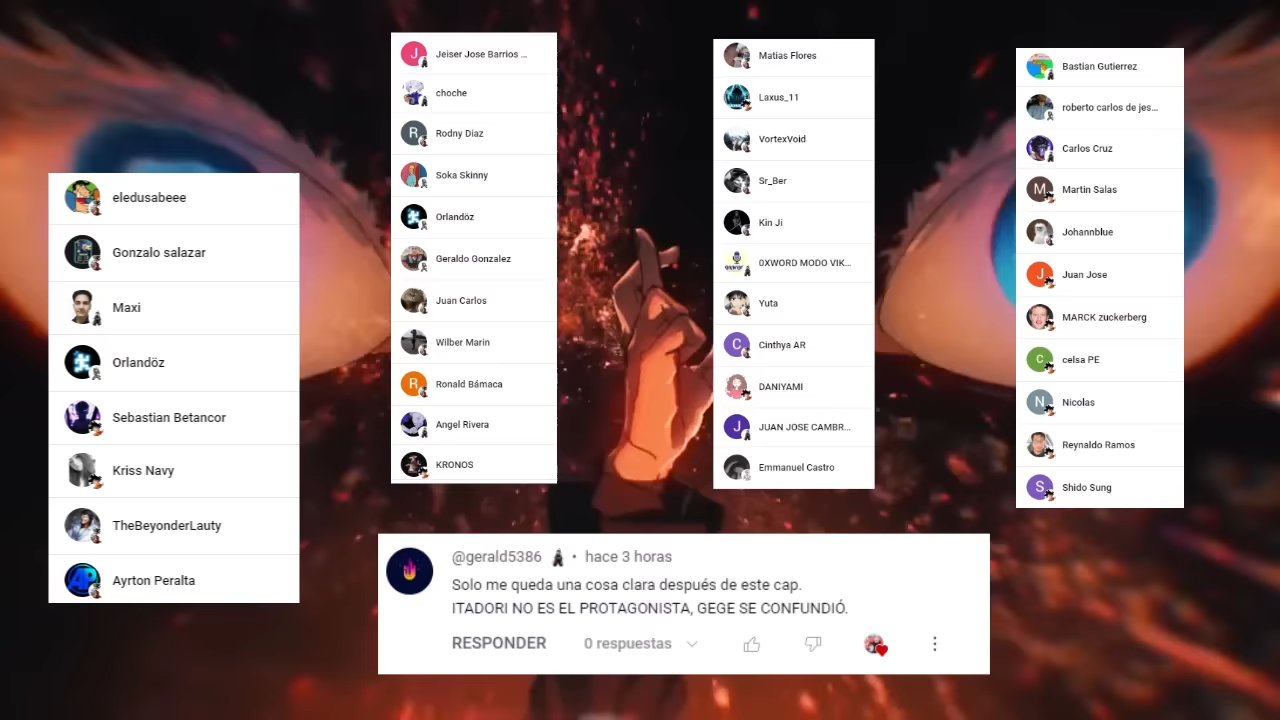 eledusabeee
Gonzalo salazar
Maxi
Orlandöz
Sebastian Betancor
Kriss Navy
TheBeyonderLauty
AP
Ayrton Peralta
J
Jeiser Jose Barrios ...
choche
R
Rodny Diaz
Soka Skinny
Orlandöz
Geraldo Gonzalez
Juan Carlos
Wilber Marin
R
Ronald Bámaca
Angel Rivera
KRONOS
Matias Flores
Laxus_11
VortexVoid
Sr_Ber
Kin Ji
0XWORD MODO VIK...
Yuta
C
Cinthya AR
DANIYAMI
J
JUAN JOSE CAMBR...
Emmanuel Castro
Bastian Gutierrez
roberto carlos de jes...
Carlos Cruz
M
Martin Salas
Johannblue
J
Juan Jose
MARCK zuckerberg
C
celsa PE
N
Nicolas
Reynaldo Ramos
S
Shido Sung
@gerald5386 • hace 3 horas
Solo me queda una cosa clara después de este cap.
ITADORI NO ES EL PROTAGONISTA, GEGE SE CONFUNDIÓ.
RESPONDER 0 respuestas